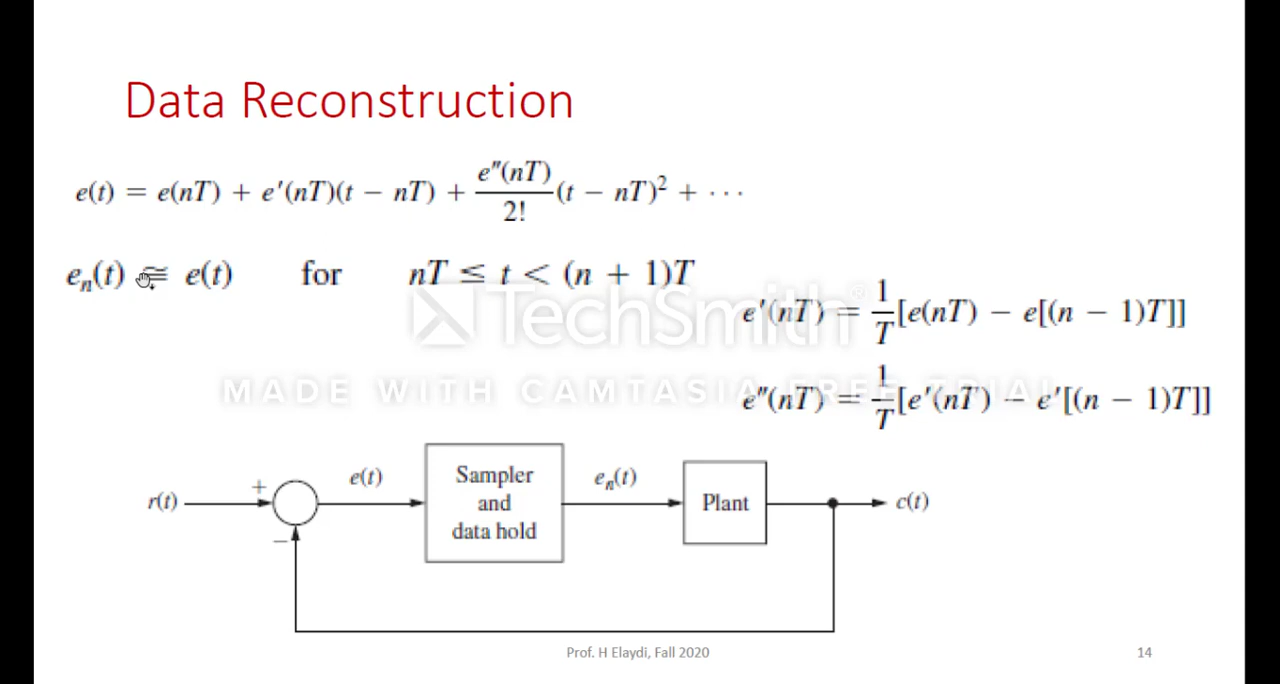 Data Reconstruction
e(t) = e(nT) + e′(nT)(t − nT) + e″(nT)/2! (t − nT)² + ···
eₙ(t) ≅ e(t) for nT ≤ t < (n + 1)T
e′(nT) = 1/T [e(nT) − e[(n − 1)T]]
TechSmith®
MADE WITH CAMTASIA FREE TRIAL
e″(nT) = 1/T [e′(nT) − e′[(n − 1)T]]
r(t)
+
−
e(t)
Sampler
and
data hold
eₙ(t)
Plant
c(t)
Prof. H Elaydi, Fall 2020
14